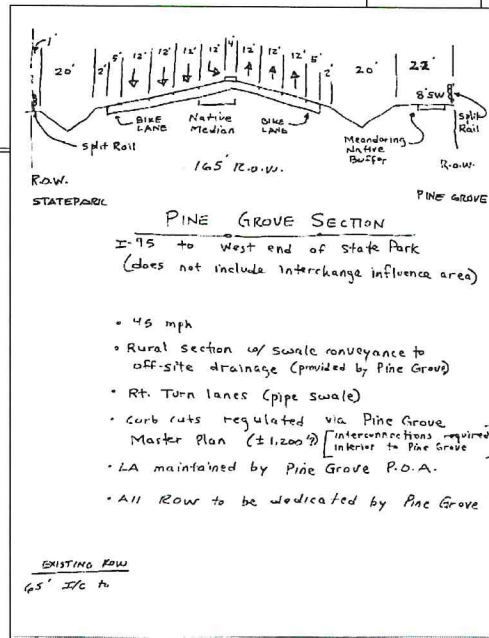 1'
20' 2' 5' 12' 12' 12' 12' 4' 12' 12' 12' 5' 2' 20' 22'
8' SW
Split Rail
BIKE LANE
Native Median
BIKE LANE
Meandering Native Buffer
Split Rail
165' R.O.W.
R.O.W.
R.O.W.
STATE PARK
PINE GROVE
PINE GROVE SECTION
I-95 to west end of State Park
(does not include interchange influence area)
• 45 mph
• Rural section w/ swale conveyance to
off-site drainage (provided by Pine Grove)
• Rt. Turn lanes (pipe swale)
• Curb cuts regulated via Pine Grove
Master Plan (± 1,200'?) [interconnections required
interior to Pine Grove]
• LA maintained by Pine Grove P.O.A.
• All ROW to be dedicated by Pine Grove
EXISTING ROW
65' I/C to